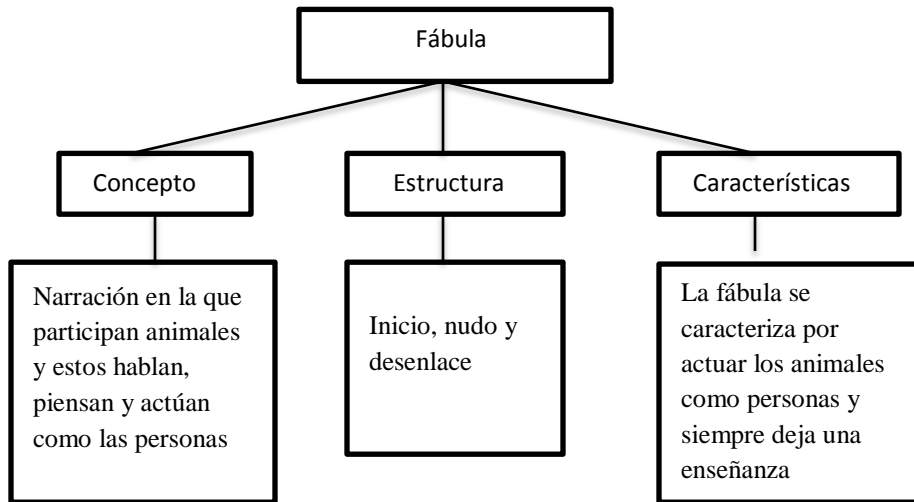 Fábula
Concepto
Estructura
Características
Narración en la que
participan animales
y estos hablan,
piensan y actúan
como las personas
Inicio, nudo y
desenlace
La fábula se
caracteriza por
actuar los animales
como personas y
siempre deja una
enseñanza